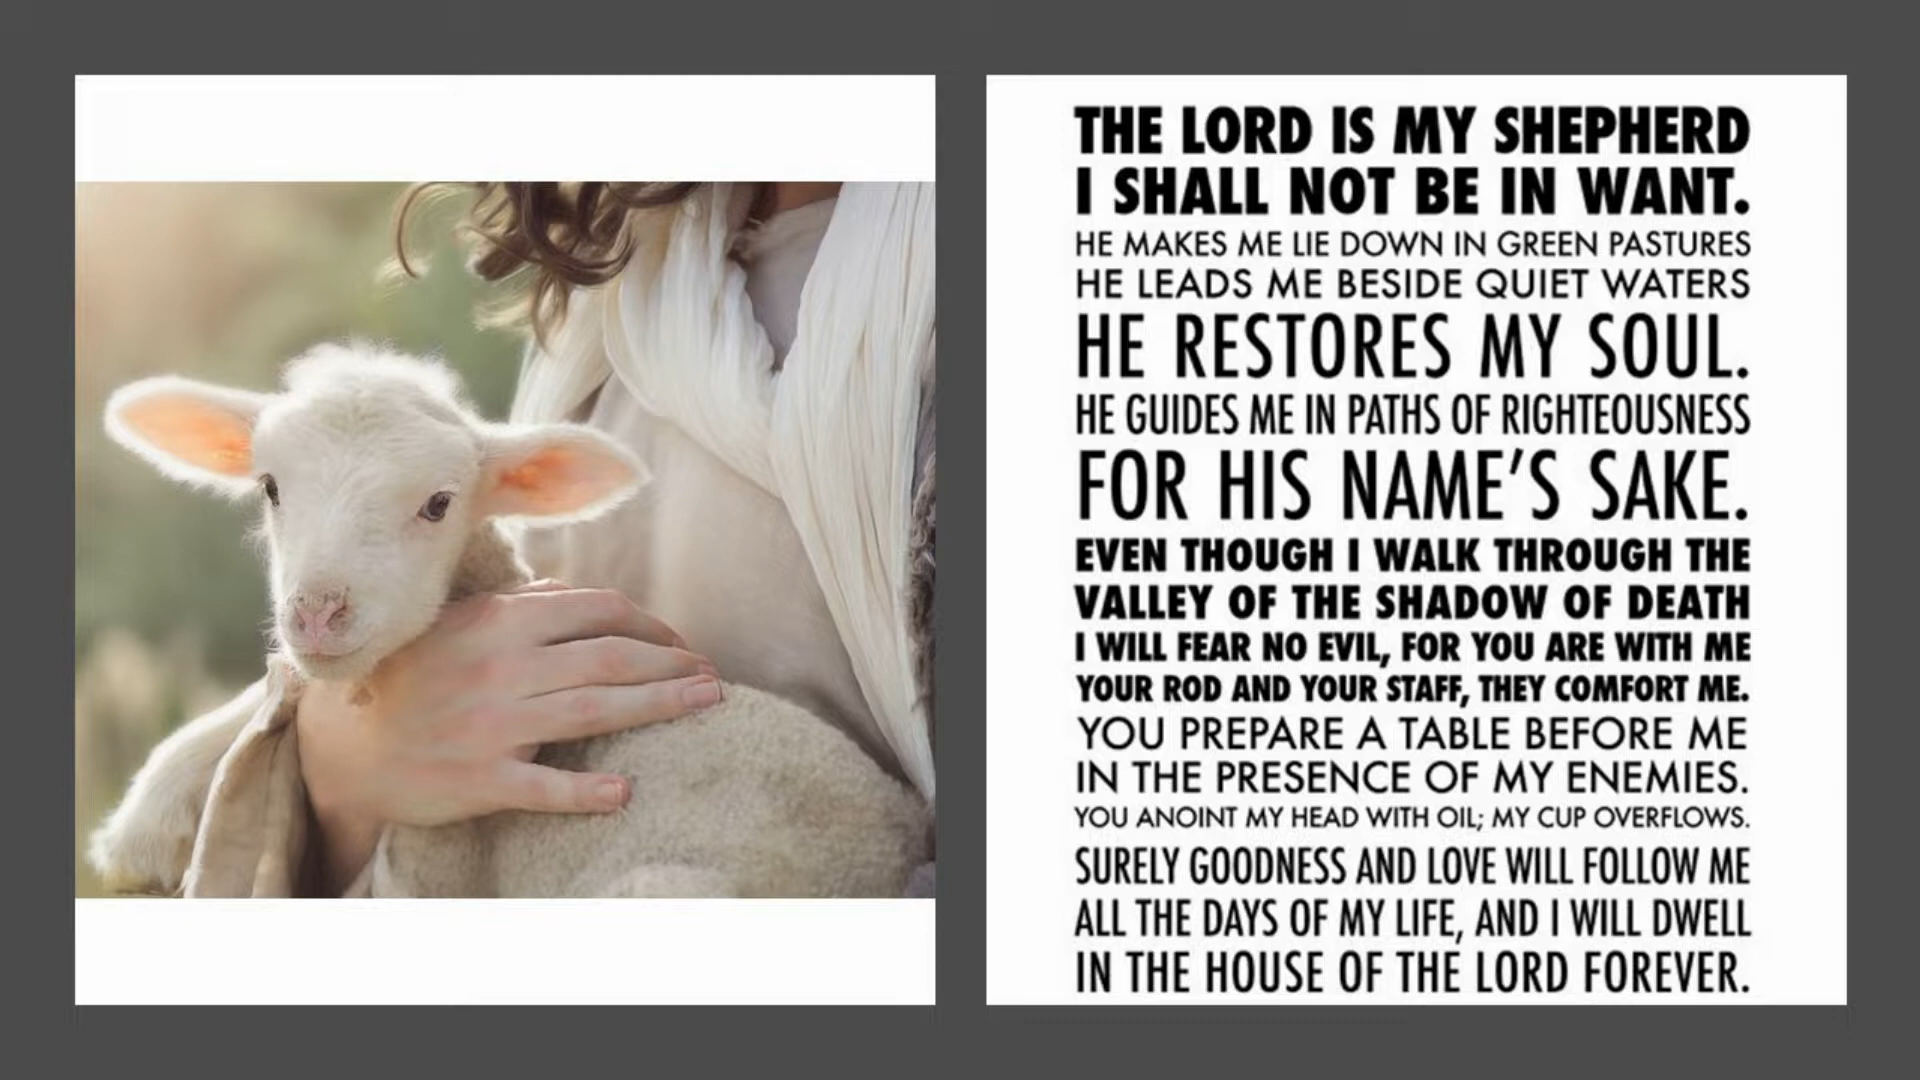 THE LORD IS MY SHEPHERD
I SHALL NOT BE IN WANT.
HE MAKES ME LIE DOWN IN GREEN PASTURES
HE LEADS ME BESIDE QUIET WATERS
HE RESTORES MY SOUL.
HE GUIDES ME IN PATHS OF RIGHTEOUSNESS
FOR HIS NAME'S SAKE.
EVEN THOUGH I WALK THROUGH THE
VALLEY OF THE SHADOW OF DEATH
I WILL FEAR NO EVIL, FOR YOU ARE WITH ME
YOUR ROD AND YOUR STAFF, THEY COMFORT ME.
YOU PREPARE A TABLE BEFORE ME
IN THE PRESENCE OF MY ENEMIES.
YOU ANOINT MY HEAD WITH OIL; MY CUP OVERFLOWS.
SURELY GOODNESS AND LOVE WILL FOLLOW ME
ALL THE DAYS OF MY LIFE, AND I WILL DWELL
IN THE HOUSE OF THE LORD FOREVER.